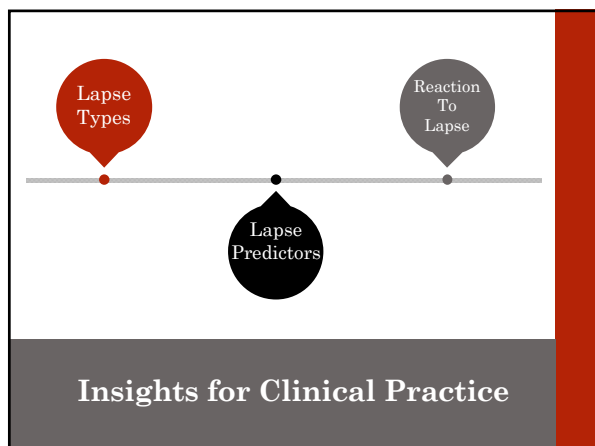 Lapse
Types
Lapse
Predictors
Reaction
To
Lapse
Insights for Clinical Practice